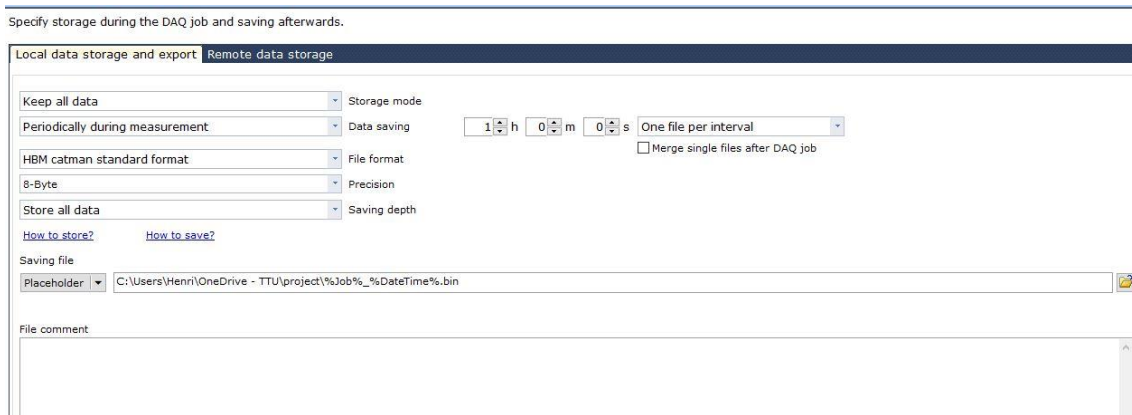 Specify storage during the DAQ job and saving afterwards.
Local data storage and export Remote data storage
Keep all data Storage mode
Periodically during measurement Data saving 1 h 0 m 0 s One file per interval
Merge single files after DAQ job
HBM catman standard format File format
8-Byte Precision
Store all data Saving depth
How to store? How to save?
Saving file
Placeholder C:\Users\Henri\OneDrive - TTU\project\%Job%_%DateTime%.bin
File comment